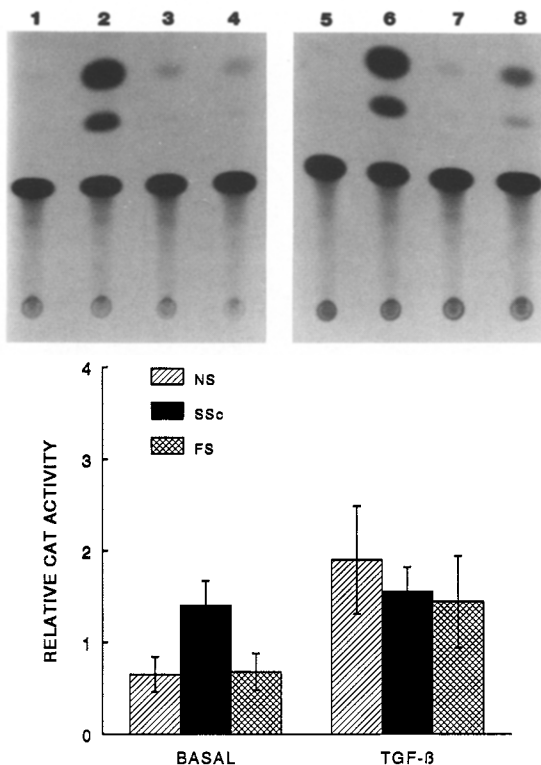 1 2 3 4 5 6 7 8
4
NS
SSc
3
FS
2
1
0
RELATIVE CAT ACTIVITY
BASAL TGF-ß